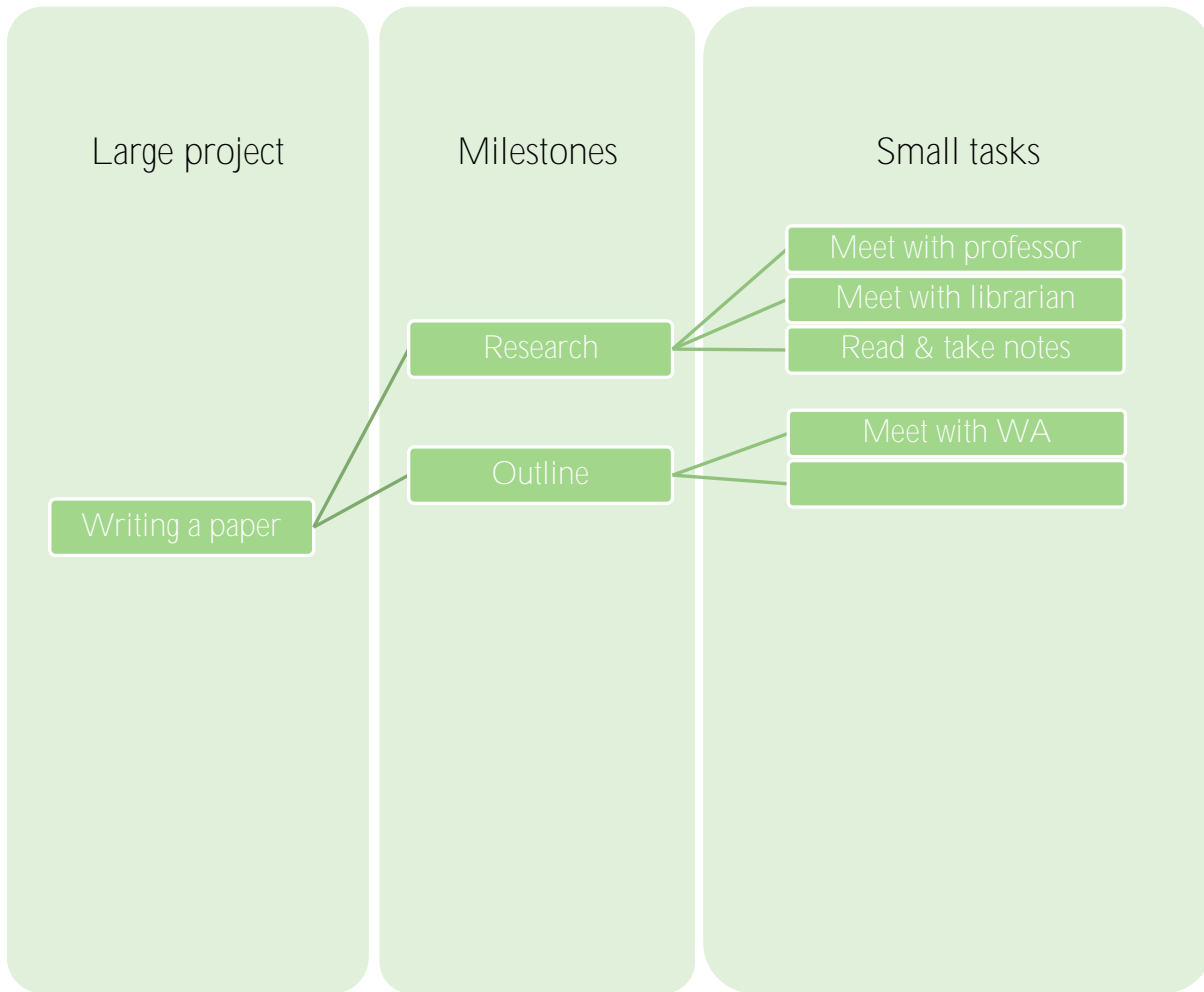 Large project
Milestones
Small tasks
Meet with professor
Meet with librarian
Research
Read & take notes
Meet with WA
Outline
Writing a paper